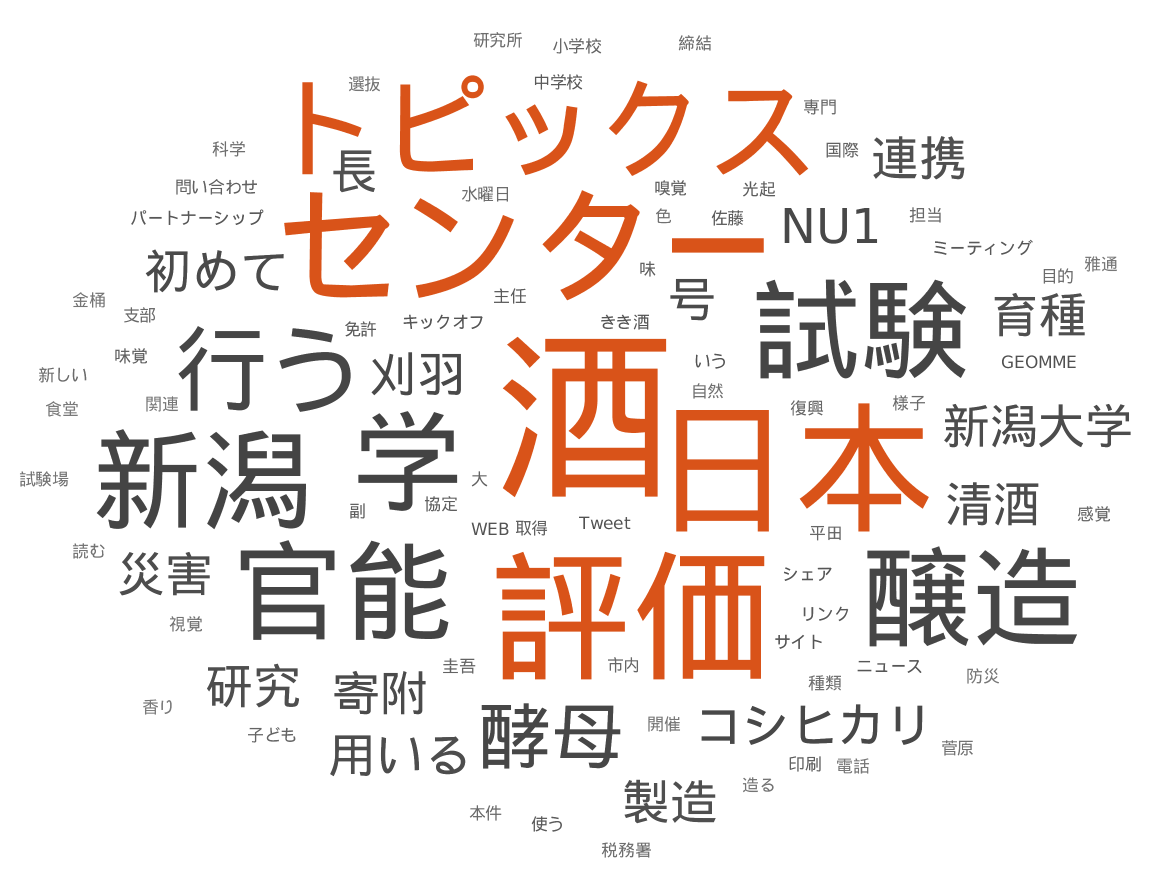 研究所 小学校 締結
選抜 中学校
トピックス 専門
科学 長 国際 連携
問い合わせ 水曜日 嗅覚 光起
パートナーシップ センター 色 佐藤 NU1 担当
初めて 味 ミーティング 雅通
金桶 支部 主任 号 試験 目的 育種
免許 キックオフ きき酒
味覚 行う 刈羽 酒 いう GEOMME
新しい 自然
食堂 関連 日本 復興 様子 新潟大学
試験場 新潟 学 大
副 協定 清酒 感覚
WEB 取得 Tweet 平田
読む 災害 官能 評価 シェア 醸造
視覚 リンク
サイト
圭吾 市内 ニュース 防災
香り 研究 寄附 種類
子ども 用いる 酵母 開催 コシヒカリ 菅原
印刷 電話
製造 造る
本件 使う
税務署